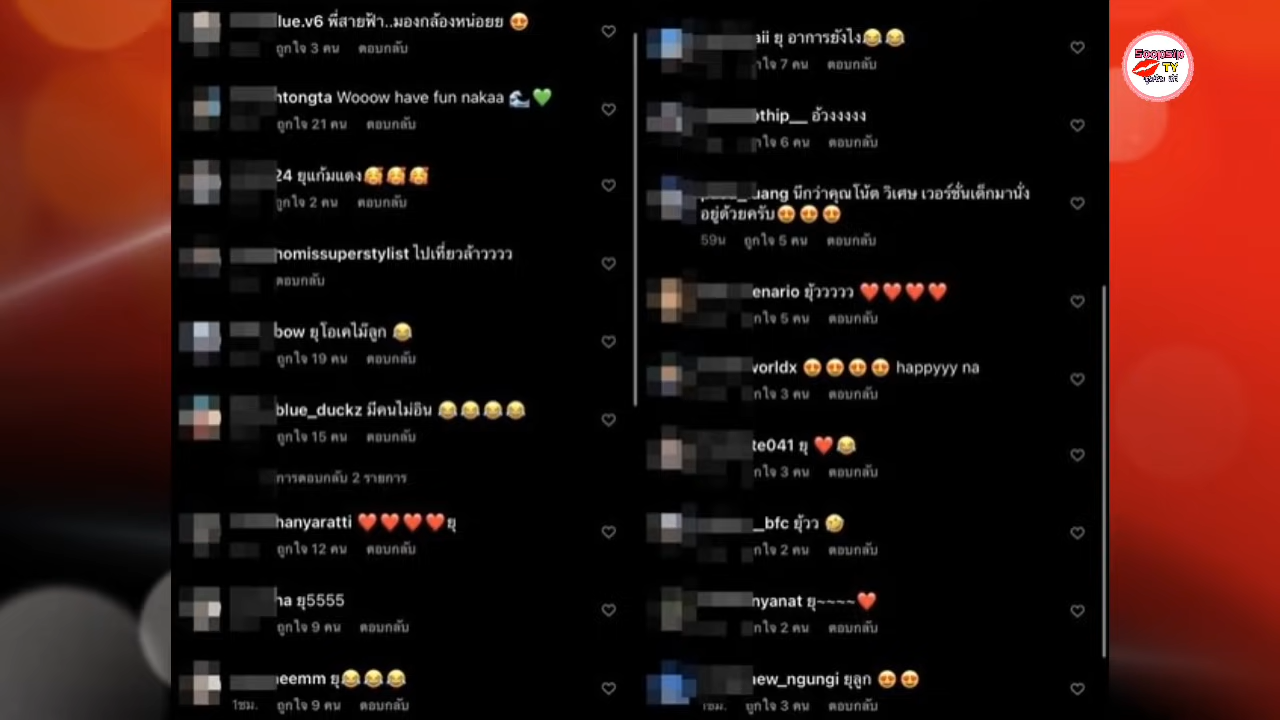 lue.v6 พี่สายฟ้า..มองกล้องหน่อยย 😍
ถูกใจ 3 คน ตอบกลับ
ntongta Wooow have fun nakaa 🌊💚
ถูกใจ 21 คน ตอบกลับ
24 ยุแก้มแดง🥰🥰🥰
ถูกใจ 2 คน ตอบกลับ
nomissuperstylist ไปเที่ยวล้าวววว
ตอบกลับ
bow ยุโอเคไม๊ลูก 😂
ถูกใจ 19 คน ตอบกลับ
blue_duckz มีคนไม่อิน 😂😂😂😂
ถูกใจ 15 คน ตอบกลับ
การตอบกลับ 2 รายการ
hanyaratti ❤️❤️❤️❤️ยุ
ถูกใจ 12 คน ตอบกลับ
na ยุ5555
ถูกใจ 9 คน ตอบกลับ
eemm ยุ😂😂😂
1ชม. ถูกใจ 9 คน ตอบกลับ
aii ยุ อาการยังไง😂😂
ใจ 7 คน ตอบกลับ
thip__ อ้วงงงงง
ใจ 6 คน ตอบกลับ
uang นึกว่าคุณโน้ต วิเศษ เวอร์ชั่นเด็กมานั่ง
อยู่ด้วยครับ😍😍😍
59น ถูกใจ 5 คน ตอบกลับ
enario ยุ้ววววว ❤️❤️❤️❤️
ใจ 5 คน ตอบกลับ
worldx 😍😍😍😍 happyyy na
ใจ 3 คน ตอบกลับ
te041 ยุ ❤️😂
ใจ 3 คน ตอบกลับ
_bfc ยุ้วว 🤣
ใจ 2 คน ตอบกลับ
nyanat ยุ~~~~❤️
ใจ 2 คน ตอบกลับ
ew_ngungi ยุลูก 😍😍
1ชม. ถูกใจ 3 คน ตอบกลับ
Soopsip
TV
ซุบซิบ ทีวี